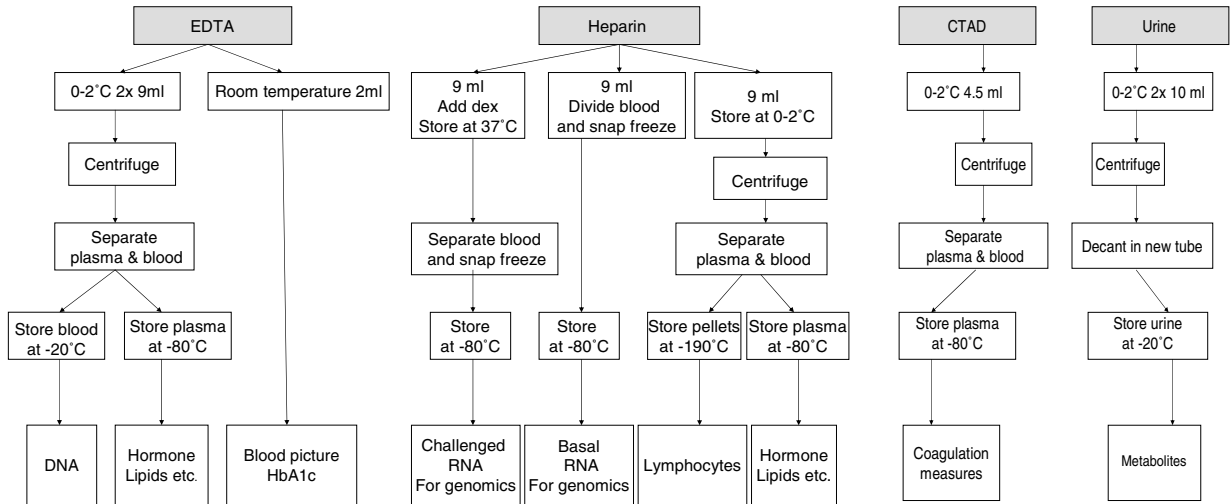 EDTA
Heparin
CTAD
Urine
0-2˚C 2x 9ml
Room temperature 2ml
9 ml
Add dex
Store at 37˚C
9 ml
Divide blood
and snap freeze
9 ml
Store at 0-2˚C
0-2˚C 4.5 ml
0-2˚C 2x 10 ml
Centrifuge
Centrifuge
Centrifuge
Centrifuge
Separate
plasma & blood
Separate blood
and snap freeze
Separate
plasma & blood
Separate
plasma & blood
Decant in new tube
Store blood
at -20˚C
Store plasma
at -80˚C
Store
at -80˚C
Store
at -80˚C
Store pellets
at -190˚C
Store plasma
at -80˚C
Store plasma
at -80˚C
Store urine
at -20˚C
DNA
Hormone
Lipids etc.
Blood picture
HbA1c
Challenged
RNA
For genomics
Basal
RNA
For genomics
Lymphocytes
Hormone
Lipids etc.
Coagulation
measures
Metabolites